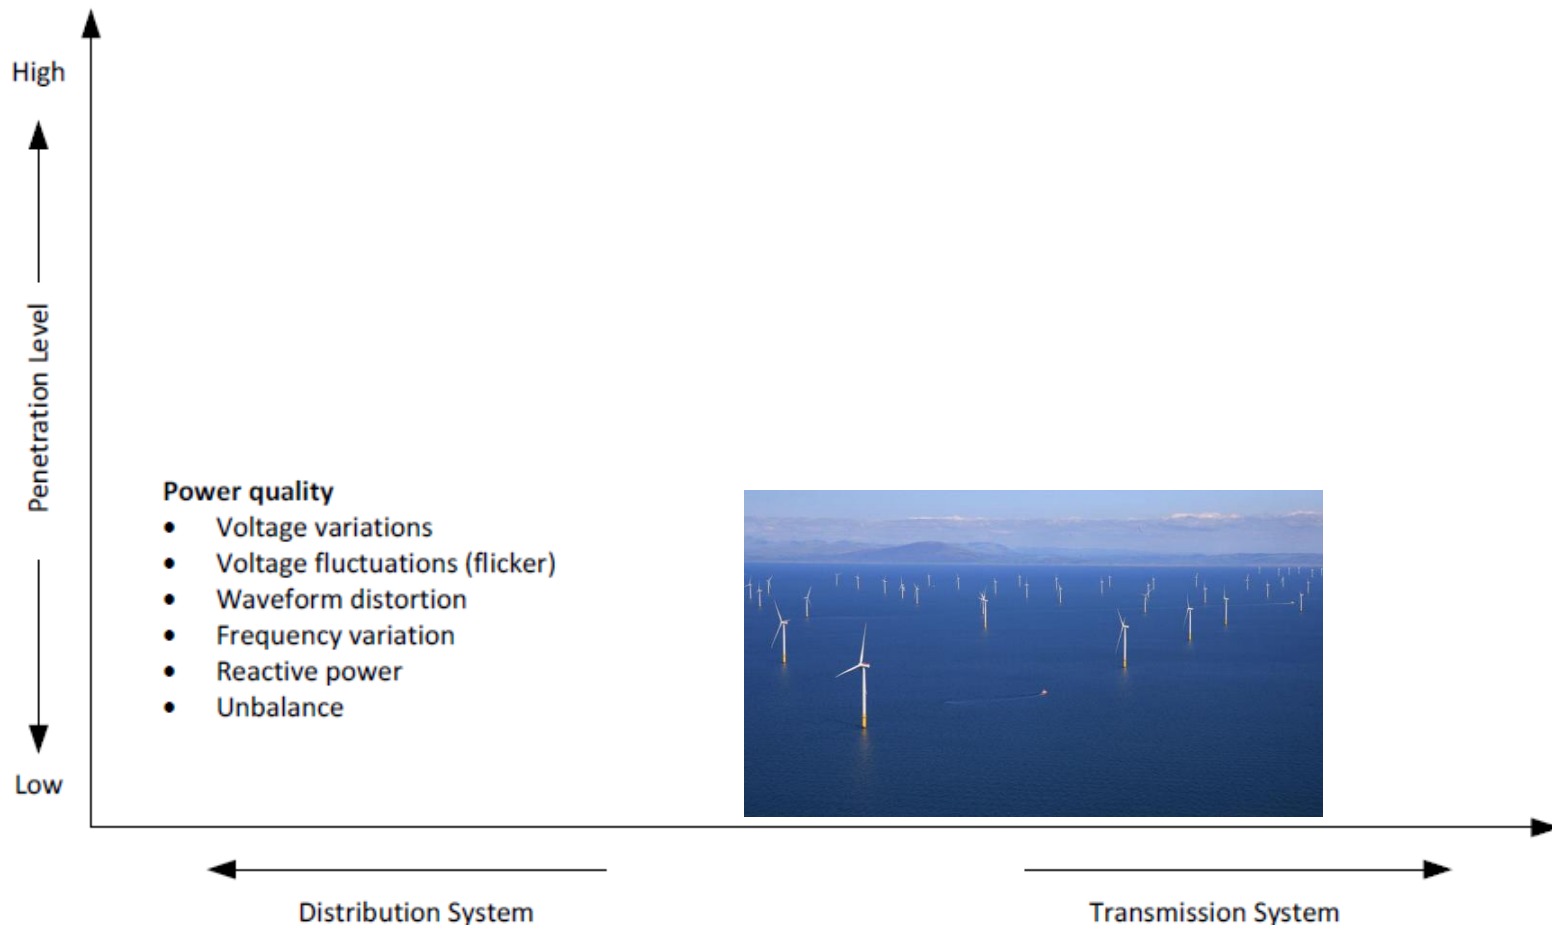 High
Penetration Level
Low
Power quality
• Voltage variations
• Voltage fluctuations (flicker)
• Waveform distortion
• Frequency variation
• Reactive power
• Unbalance
Distribution System
Transmission System